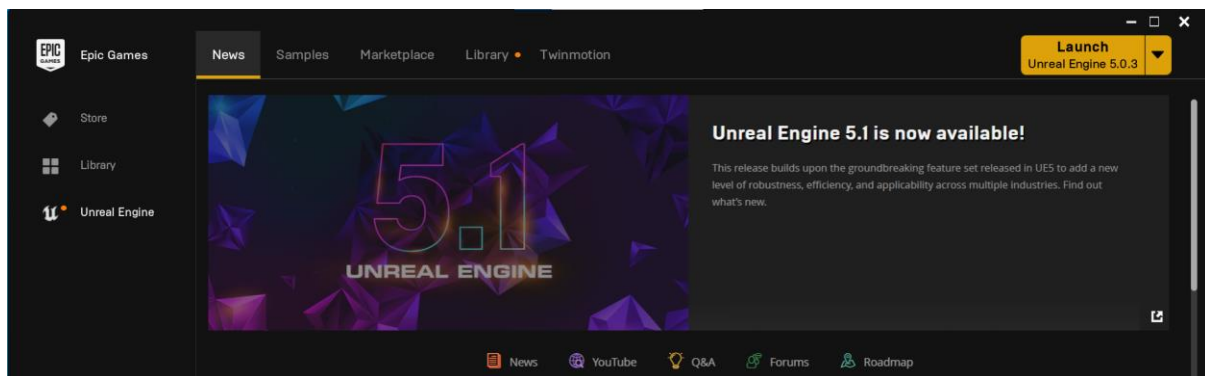 EPIC
GAMES
Epic Games
News
Samples
Marketplace
Library
Twinmotion
Launch
Unreal Engine 5.0.3
Store
Library
Unreal Engine
5.1
UNREAL ENGINE
Unreal Engine 5.1 is now available!
This release builds upon the groundbreaking feature set released in UE5 to add a new
level of robustness, efficiency, and applicability across multiple industries. Find out
what's new.
News
YouTube
Q&A
Forums
Roadmap